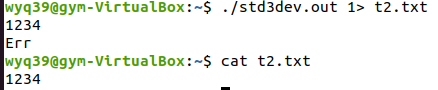 wyq39@gym-VirtualBox:~$ ./std3dev.out 1> t2.txt
1234
Err
wyq39@gym-VirtualBox:~$ cat t2.txt
1234